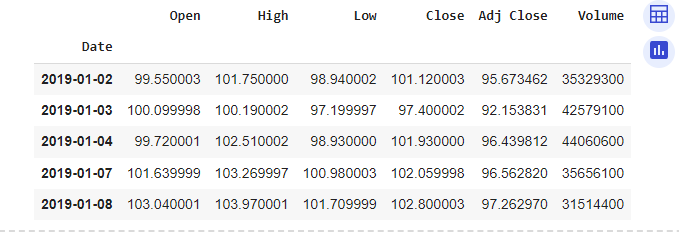 Open High Low Close Adj Close Volume
Date
2019-01-02 99.550003 101.750000 98.940002 101.120003 95.673462 35329300
2019-01-03 100.099998 100.190002 97.199997 97.400002 92.153831 42579100
2019-01-04 99.720001 102.510002 98.930000 101.930000 96.439812 44060600
2019-01-07 101.639999 103.269997 100.980003 102.059998 96.562820 35656100
2019-01-08 103.040001 103.970001 101.709999 102.800003 97.262970 31514400